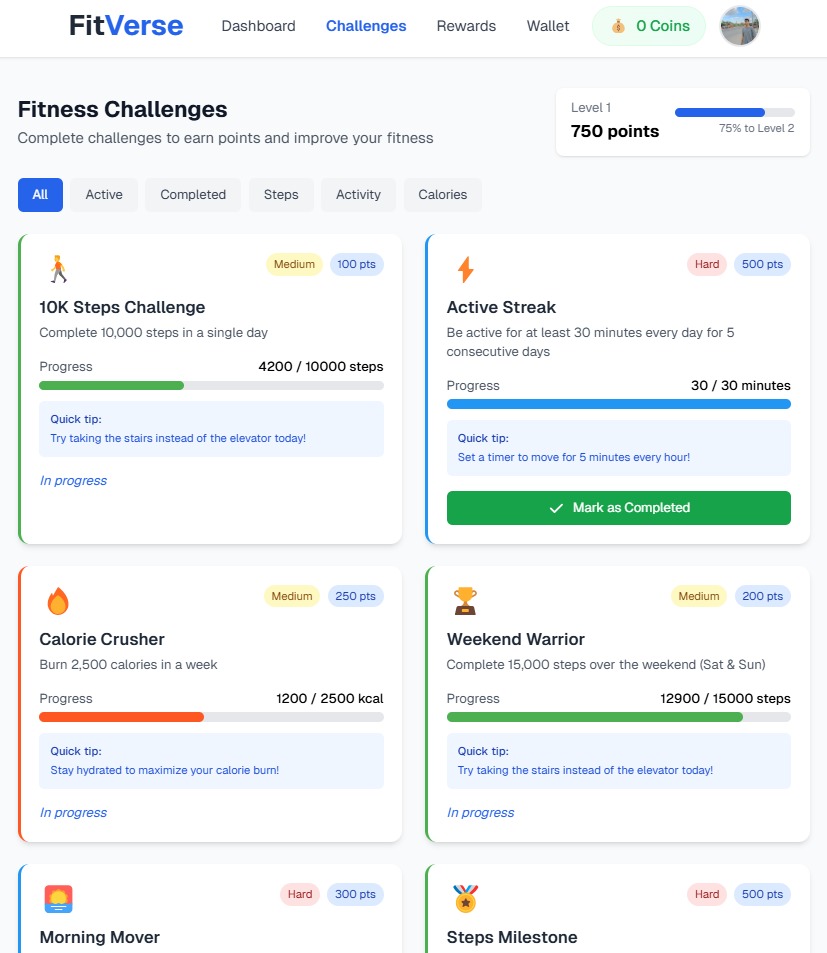 FitVerse
Dashboard
Challenges
Rewards
Wallet
0 Coins
Fitness Challenges
Complete challenges to earn points and improve your fitness
Level 1
750 points
75% to Level 2
All
Active
Completed
Steps
Activity
Calories
Medium
100 pts
10K Steps Challenge
Complete 10,000 steps in a single day
Progress
4200 / 10000 steps
Quick tip:
Try taking the stairs instead of the elevator today!
In progress
Hard
500 pts
Active Streak
Be active for at least 30 minutes every day for 5
consecutive days
Progress
30 / 30 minutes
Quick tip:
Set a timer to move for 5 minutes every hour!
Mark as Completed
Medium
250 pts
Calorie Crusher
Burn 2,500 calories in a week
Progress
1200 / 2500 kcal
Quick tip:
Stay hydrated to maximize your calorie burn!
In progress
Medium
200 pts
Weekend Warrior
Complete 15,000 steps over the weekend (Sat & Sun)
Progress
12900 / 15000 steps
Quick tip:
Try taking the stairs instead of the elevator today!
In progress
Hard
300 pts
Morning Mover
Hard
500 pts
Steps Milestone